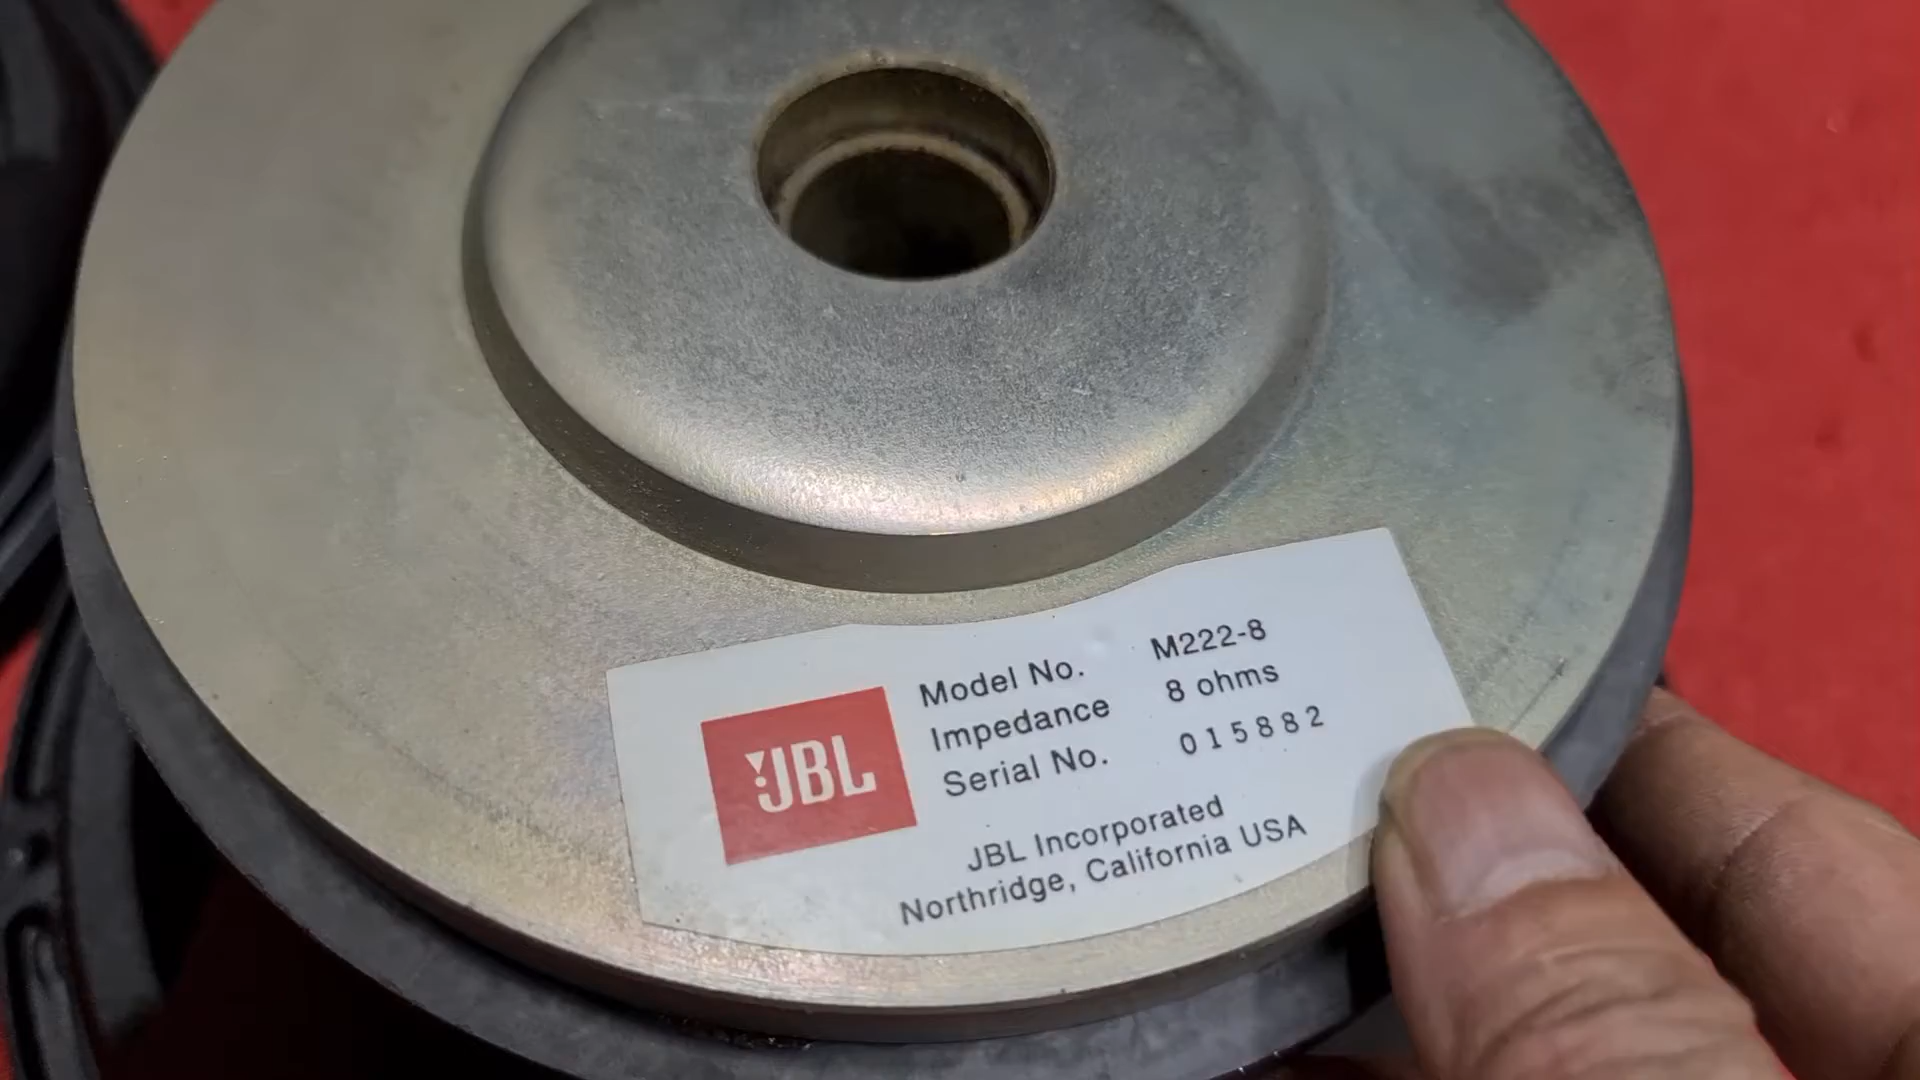 JBL
Model No. M222-8
Impedance 8 ohms
Serial No. 015882
JBL Incorporated
Northridge, California USA